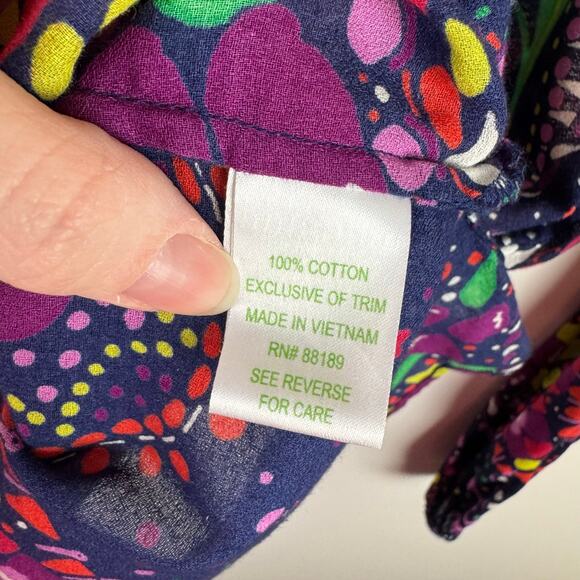 100% COTTON
EXCLUSIVE OF TRIM
MADE IN VIETNAM
RN# 88189
SEE REVERSE
FOR CARE